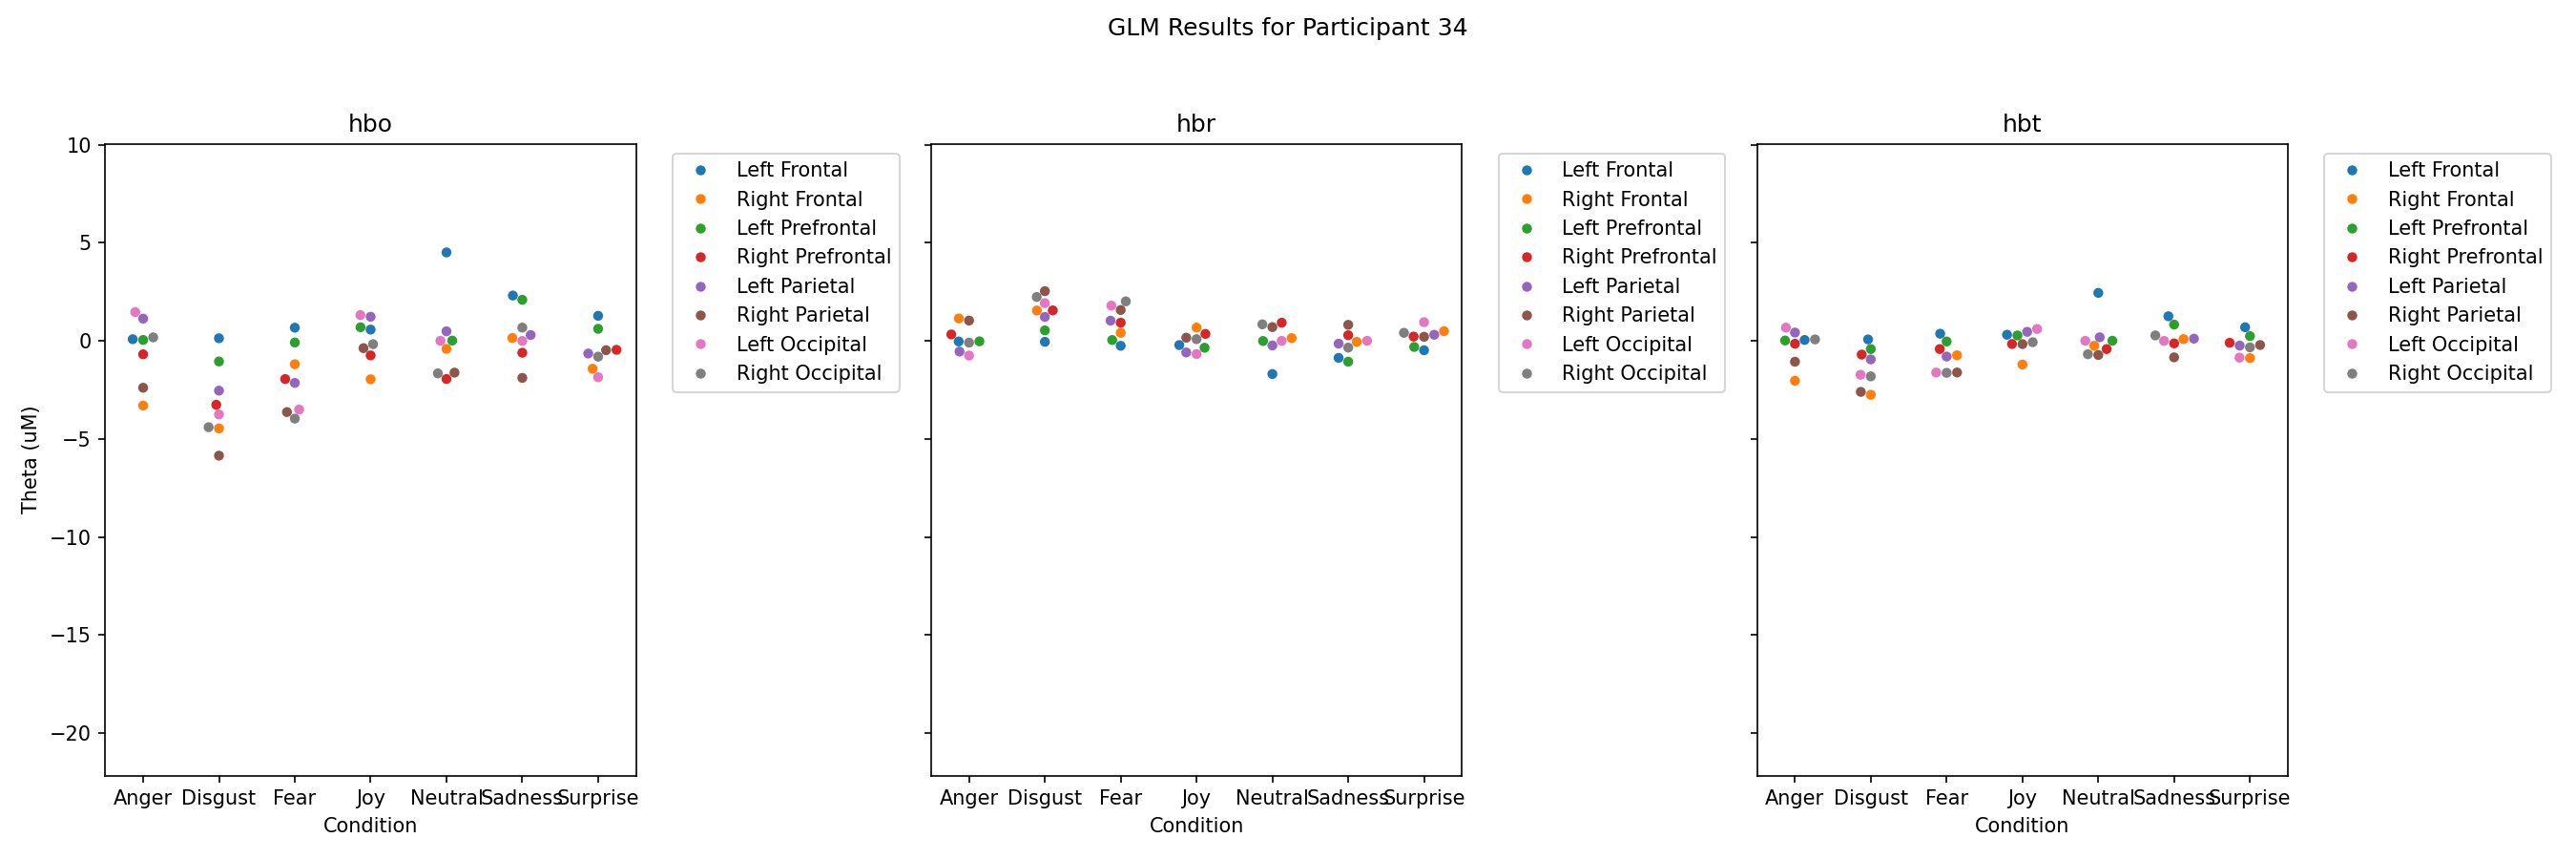 GLM Results for Participant 34
hbo
10
5
0
−5
−10
−15
−20
Theta (uM)
Anger Disgust Fear Joy Neutral Sadness Surprise
Condition
Left Frontal
Right Frontal
Left Prefrontal
Right Prefrontal
Left Parietal
Right Parietal
Left Occipital
Right Occipital
hbr
Anger Disgust Fear Joy Neutral Sadness Surprise
Condition
Left Frontal
Right Frontal
Left Prefrontal
Right Prefrontal
Left Parietal
Right Parietal
Left Occipital
Right Occipital
hbt
Anger Disgust Fear Joy Neutral Sadness Surprise
Condition
Left Frontal
Right Frontal
Left Prefrontal
Right Prefrontal
Left Parietal
Right Parietal
Left Occipital
Right Occipital